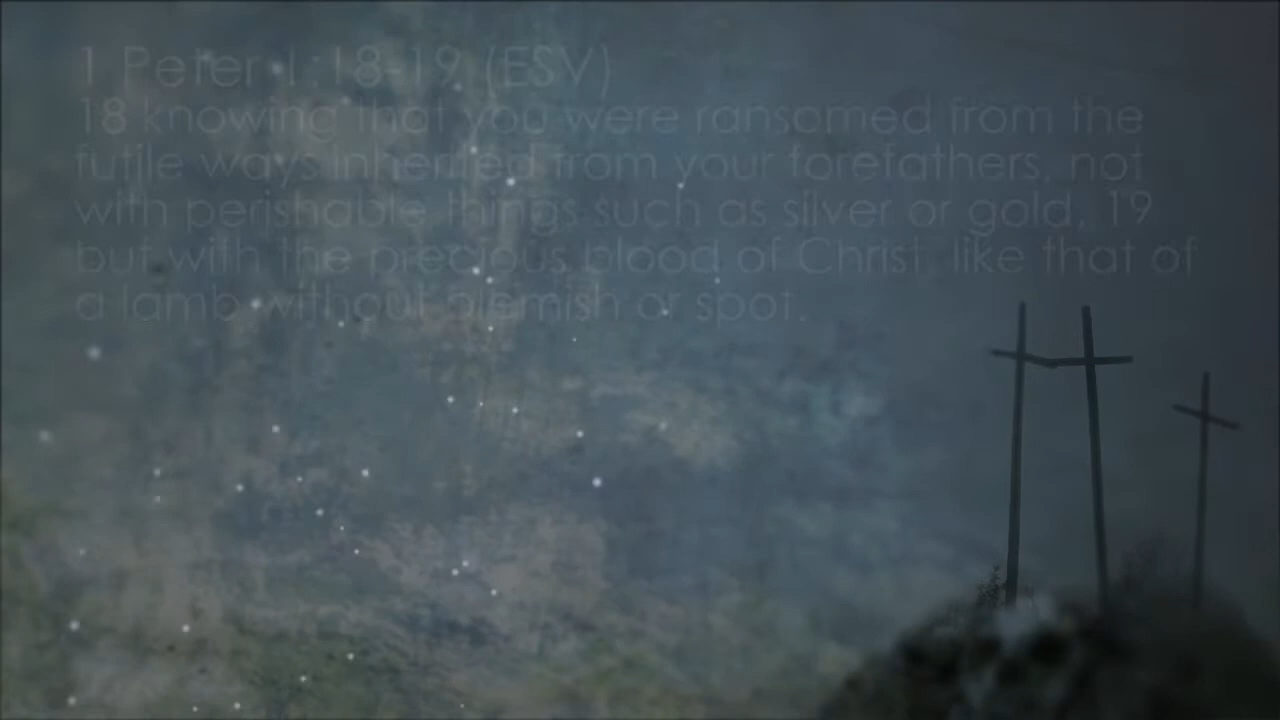 1 Peter 1:18-19 (ESV)
18 knowing that you were ransomed from the
futile ways inherited from your forefathers, not
with perishable things such as silver or gold, 19
but with the precious blood of Christ, like that of
a lamb without blemish or spot.